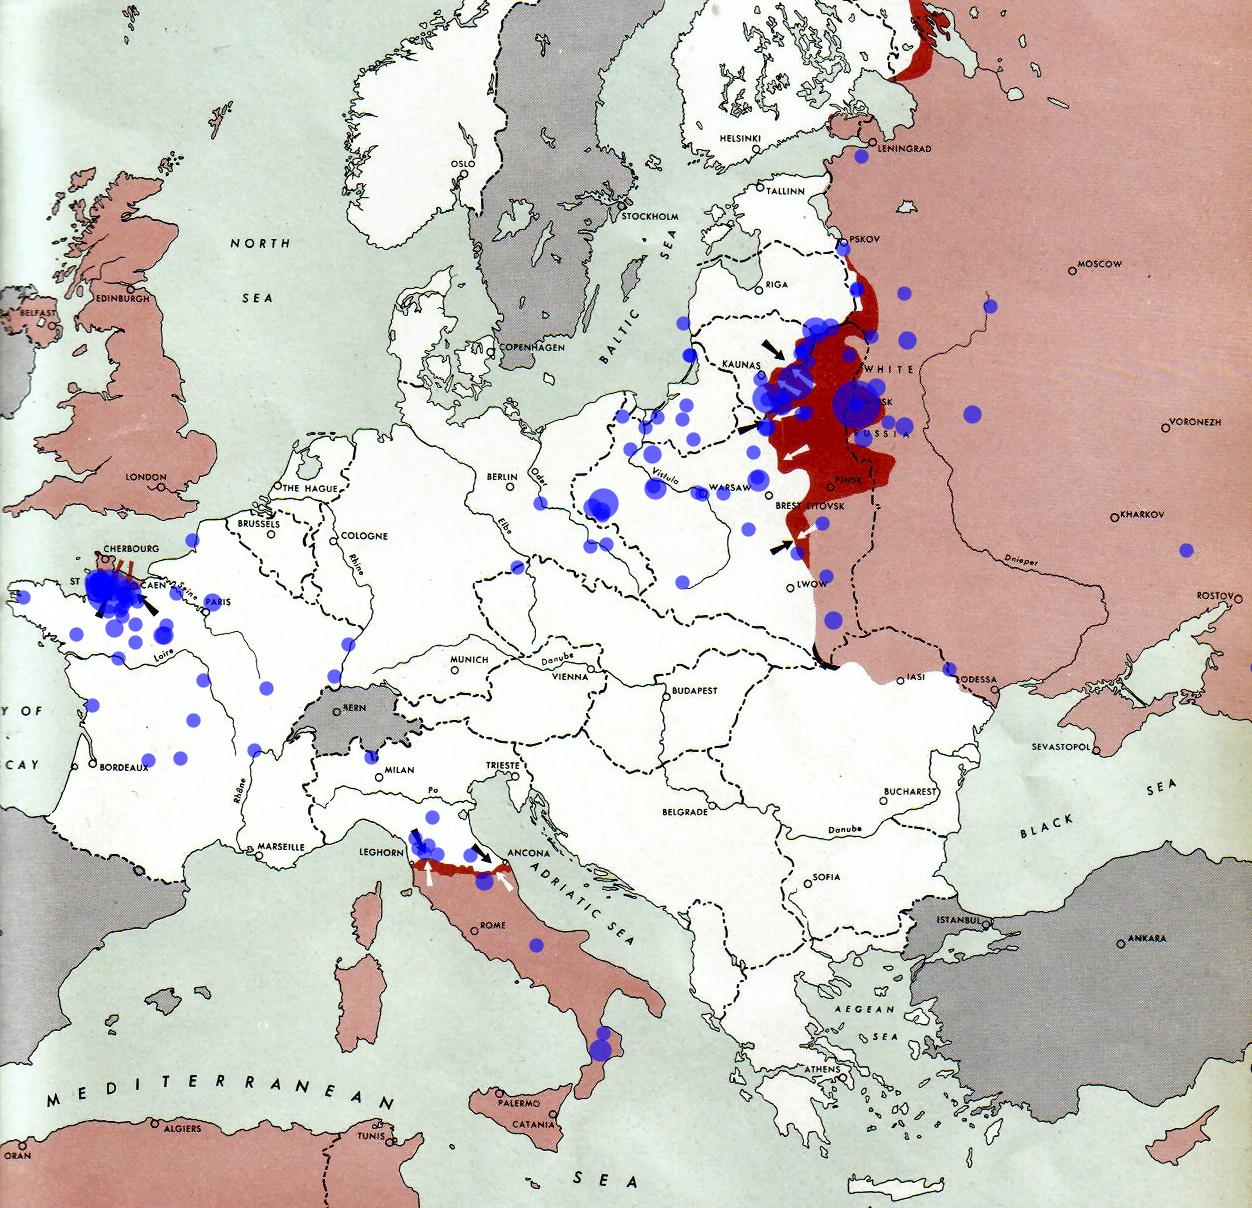 HELSINKI
LENINGRAD
OSLO
TALLINN
STOCKHOLM
PSKOV
NORTH
SEA
MOSCOW
SEA
RIGA
EDINBURGH
BELFAST
BALTIC
COPENHAGEN
KAUNAS
WHITE
RUSSIA
VORONEZH
LONDON
THE HAGUE
BERLIN
Oder
Vistula
WARSAW
PINSK
BREST LITOVSK
KHARKOV
BRUSSELS
COLOGNE
Elbe
Rhine
CHERBOURG
Dnieper
ST
CAEN
Seine
PARIS
LWOW
ROSTOV
Loire
MUNICH
Danube
VIENNA
BUDAPEST
IASI
ODESSA
Y OF
CAY
BERN
SEVASTOPOL
BORDEAUX
MILAN
TRIESTE
Rhône
Po
BELGRADE
BUCHAREST
Danube
BLACK
SEA
MARSEILLE
LEGHORN
ANCONA
ADRIATIC SEA
SOFIA
ROME
ISTANBUL
ANKARA
AEGEAN
SEA
ATHENS
MEDITERRANEAN
PALERMO
CATANIA
ALGIERS
TUNIS
ORAN
SEA